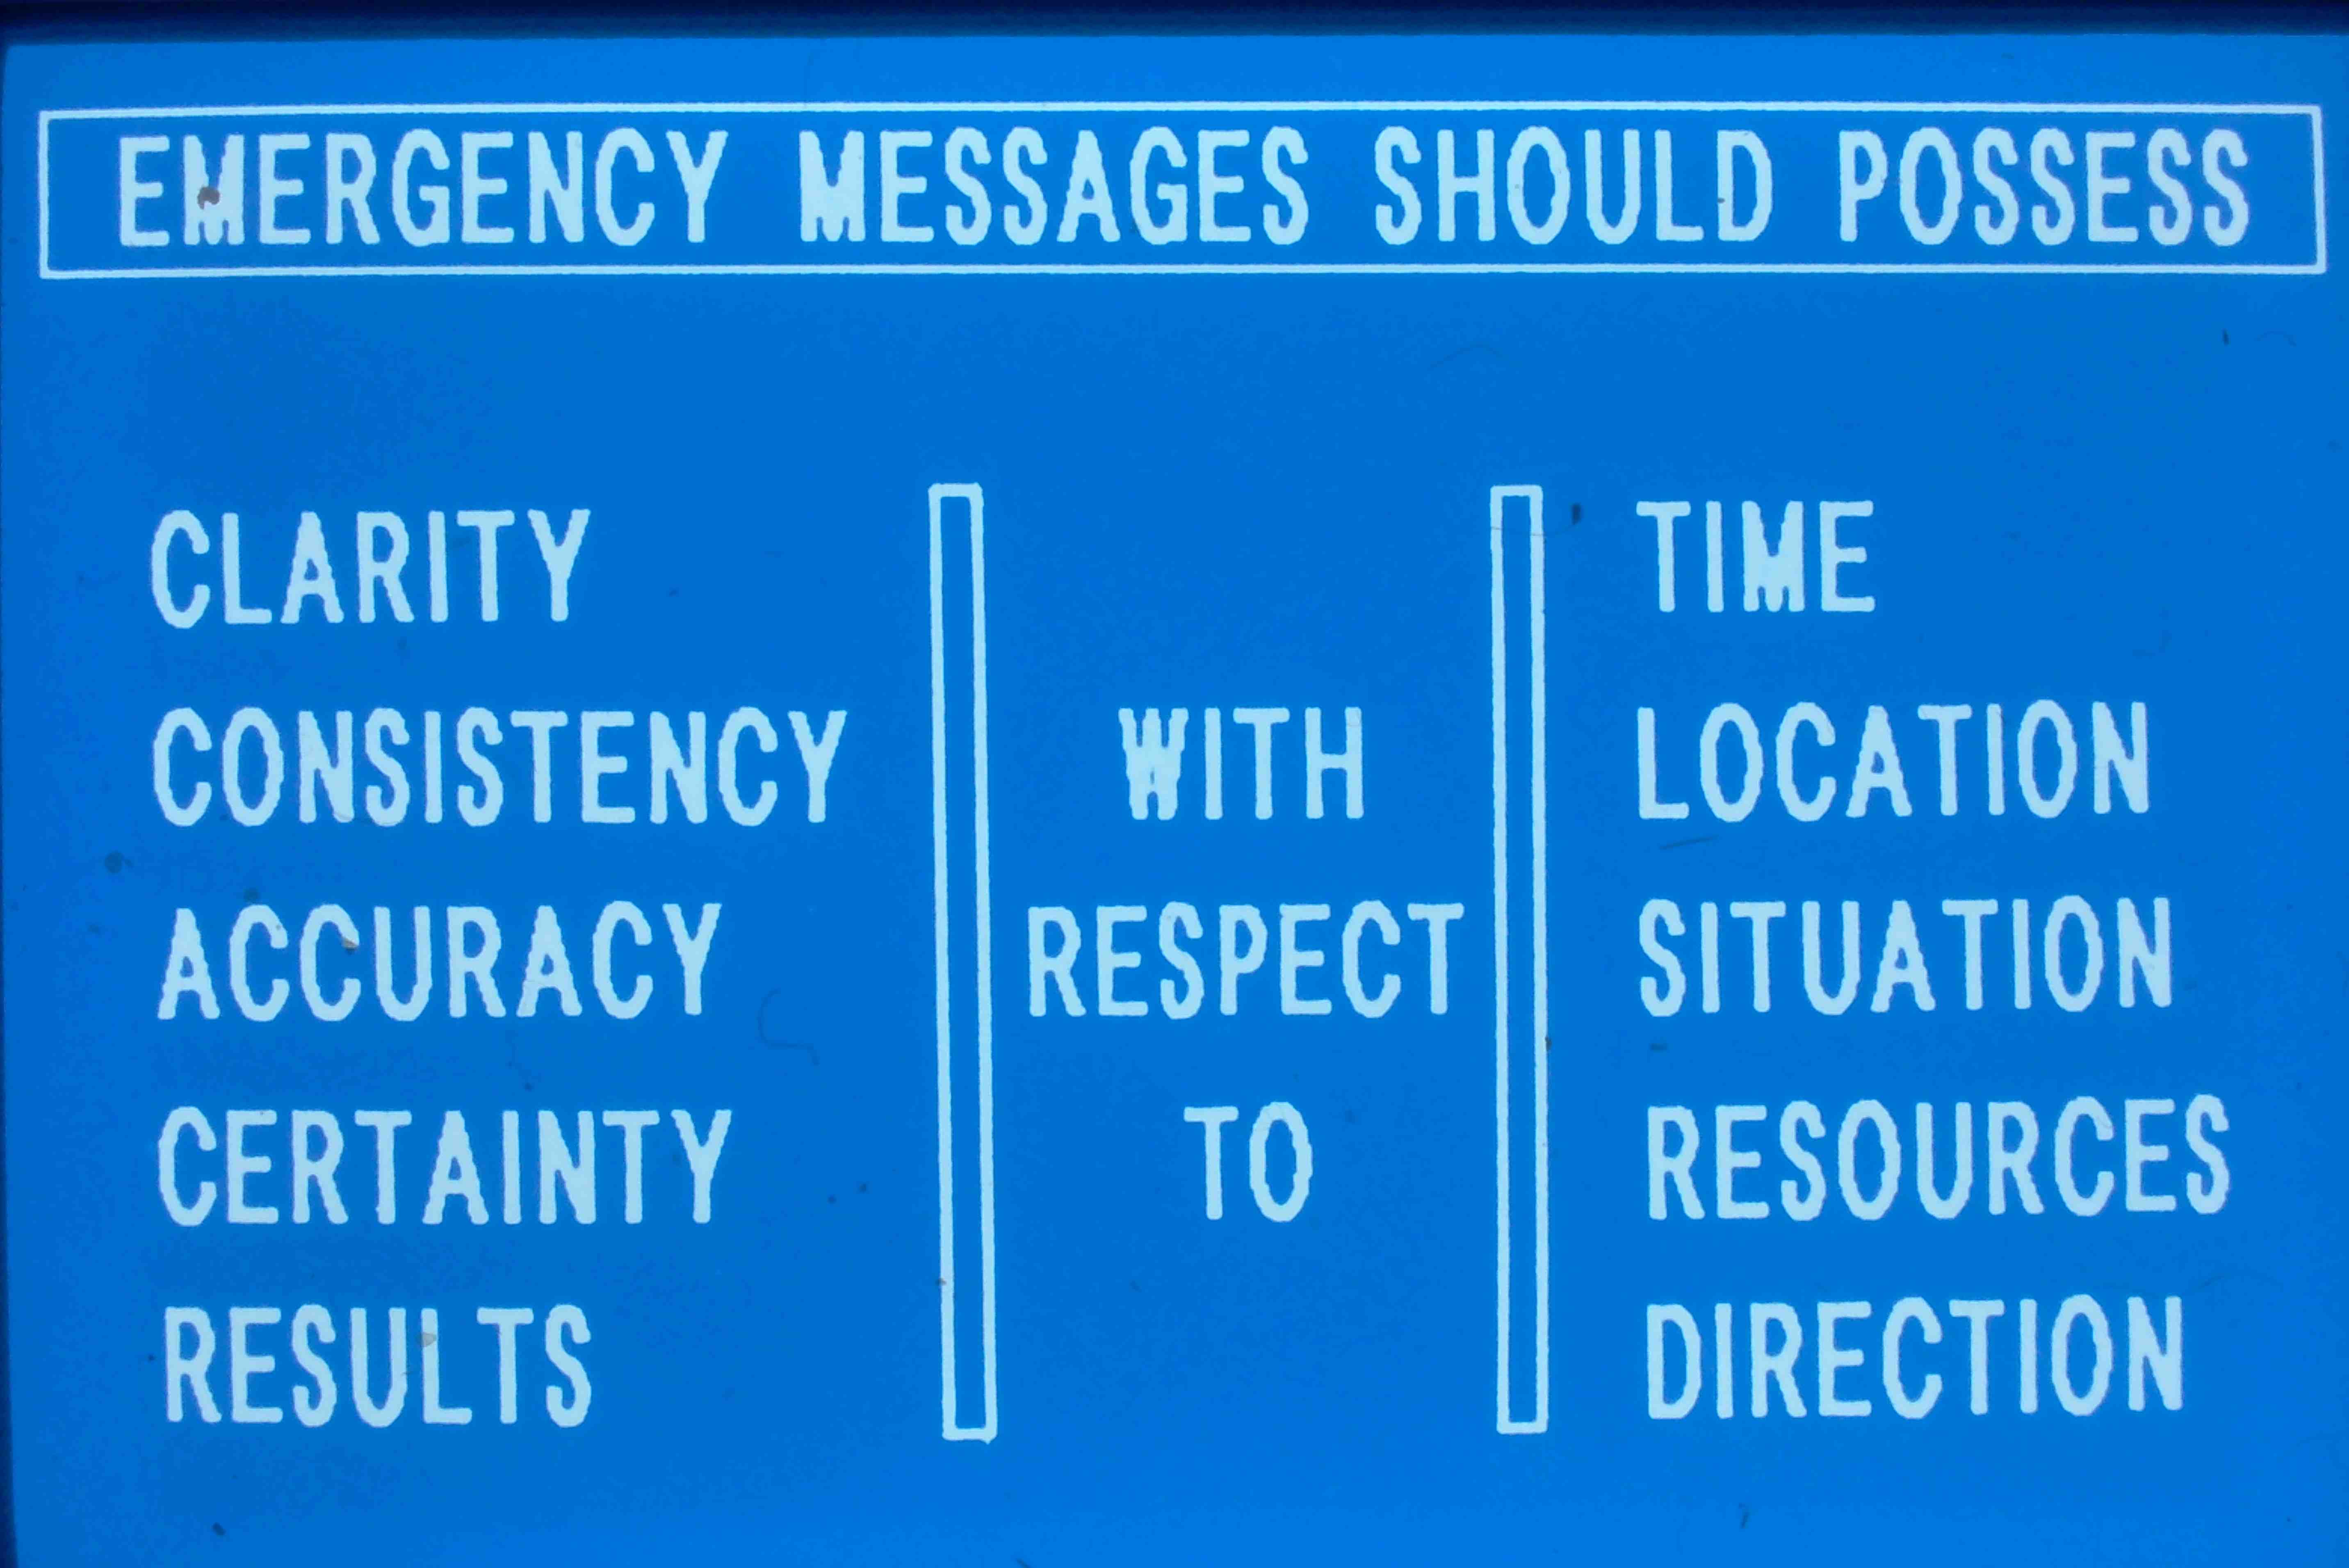 EMERGENCY MESSAGES SHOULD POSSESS
CLARITY
CONSISTENCY
ACCURACY
CERTAINTY
RESULTS
WITH
RESPECT
TO
TIME
LOCATION
SITUATION
RESOURCES
DIRECTION